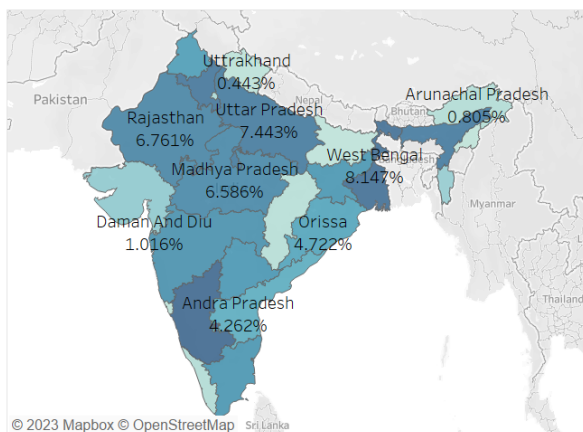 Uttrakhand
0.443%
Arunachal Pradesh
0.805%
Pakistan
Nepal
Bhutan
Rajasthan
6.761%
Uttar Pradesh
7.443%
West Bengal
8.147%
Madhya Pradesh
6.586%
Myanmar
Daman And Diu
1.016%
Orissa
4.722%
Thailand
Andra Pradesh
4.262%
© 2023 Mapbox © OpenStreetMap
Sri Lanka